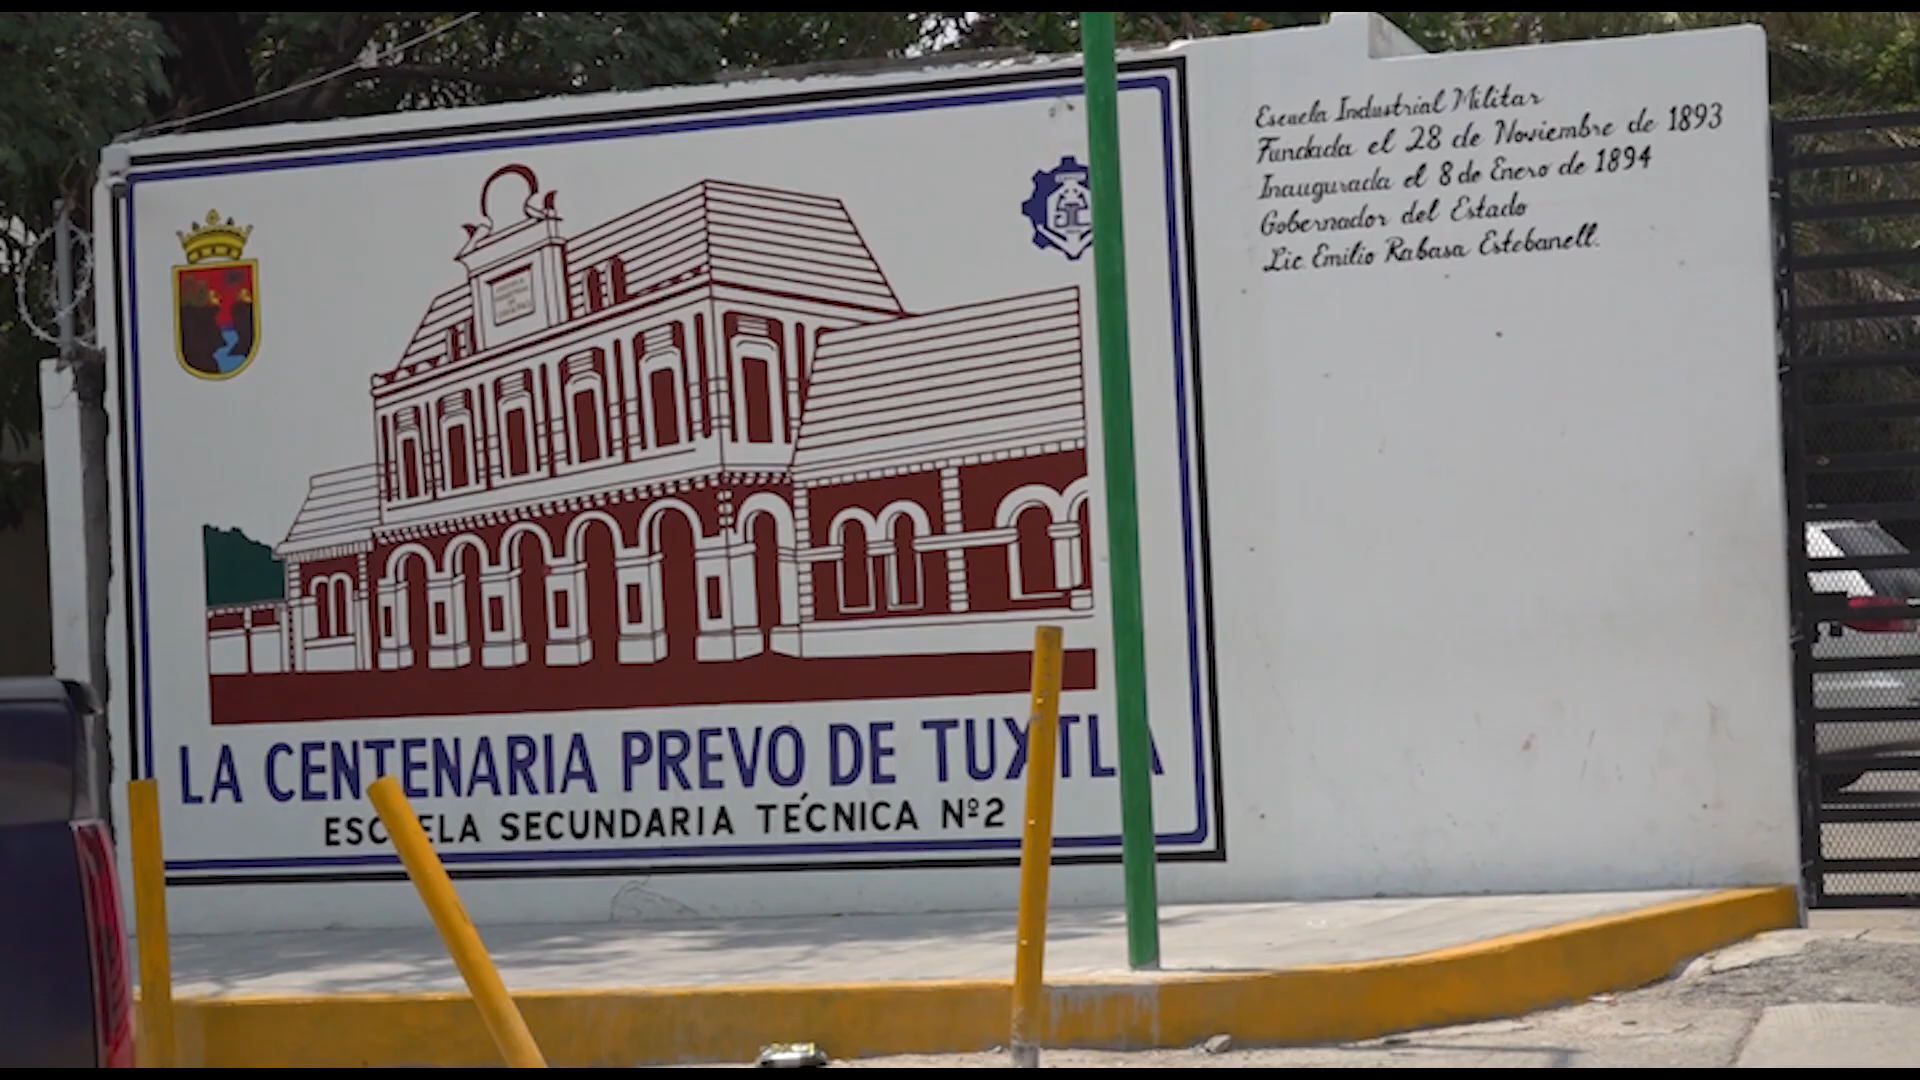 LA CENTENARIA PREVO DE TUXTLA
ESCUELA SECUNDARIA TÉCNICA Nº2
Escuela Industrial Militar
Fundada el 28 de Noviembre de 1893
Inaugurada el 8 de Enero de 1894
Gobernador del Estado
Lic. Emilio Rabasa Estebanell.